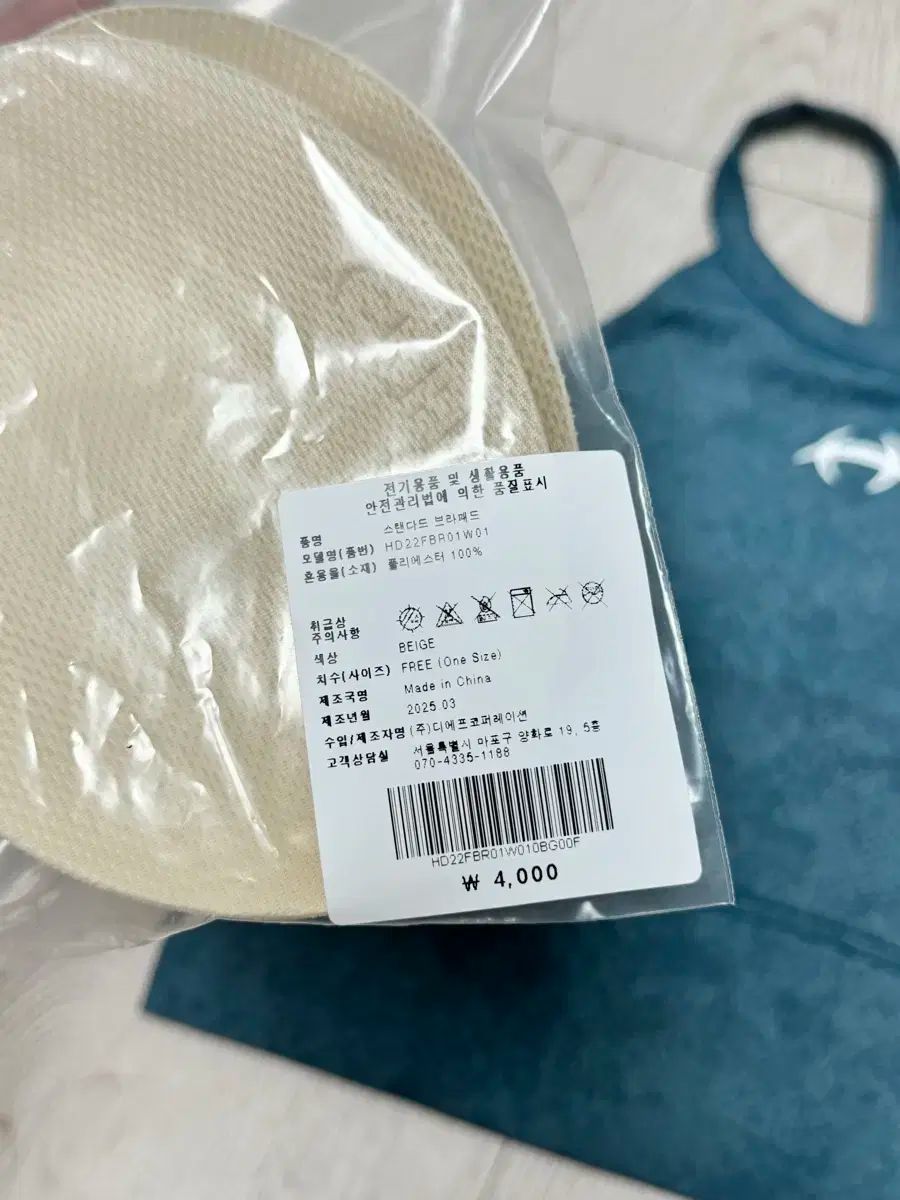 전기용품 및 생활용품
안전관리법에 의한 품질표시
품명 스탠다드 브라패드
모델명(품번) HD22FBR01W01
혼용율(소재) 폴리에스터 100%
취급상
주의사항
색상 BEIGE
치수(사이즈) FREE (One Size)
제조국명 Made in China
제조년월 2025.03
수입/제조자명 (주)디에프코퍼레이션
고객상담실 서울특별시 마포구 양화로 19, 5층
070-4335-1188
HD22FBR01W010BG00F
₩ 4,000